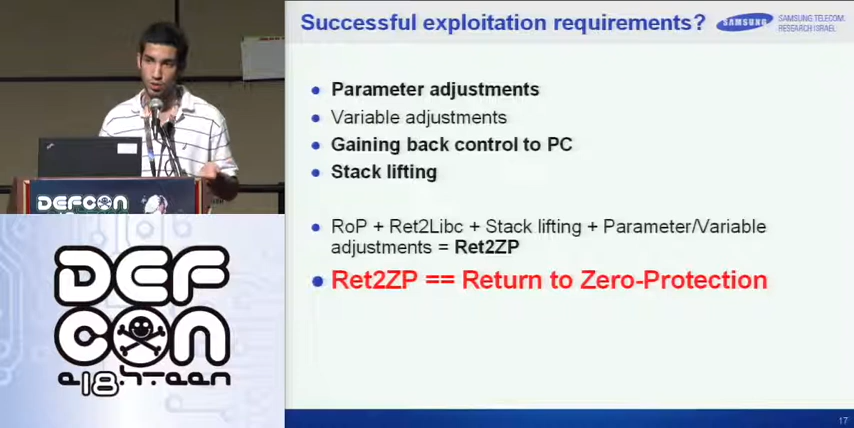 Successful exploitation requirements?
SAMSUNG
SAMSUNG TELECOM
RESEARCH ISRAEL
Parameter adjustments
Variable adjustments
Gaining back control to PC
Stack lifting
RoP + Ret2Libc + Stack lifting + Parameter/Variable
adjustments = Ret2ZP
Ret2ZP == Return to Zero-Protection
17
DEFCON
DEF
CON